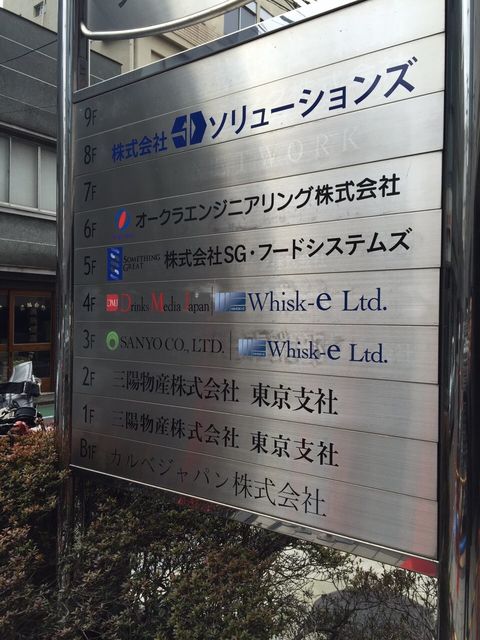 9F
8F 株式会社 SD ソリューションズ
7F
6F オークラエンジニアリング株式会社
5F SOMETHING GREAT 株式会社SG・フードシステムズ
4F DMJ Drinks Media Japan Whisk-e Ltd.
3F SANYO CO., LTD. Whisk-e Ltd.
2F 三陽物産株式会社 東京支社
1F 三陽物産株式会社 東京支社
B1F カルベジャパン株式会社